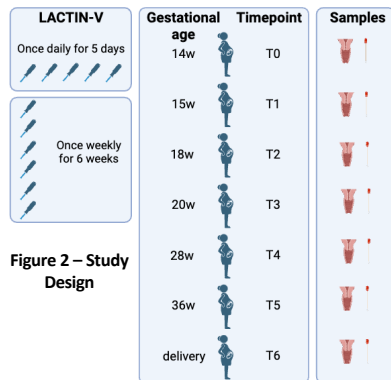 LACTIN-V
Once daily for 5 days
Once weekly
for 6 weeks
Figure 2 – Study
Design
Gestational Timepoint
age
14w T0
15w T1
18w T2
20w T3
28w T4
36w T5
delivery T6
Samples